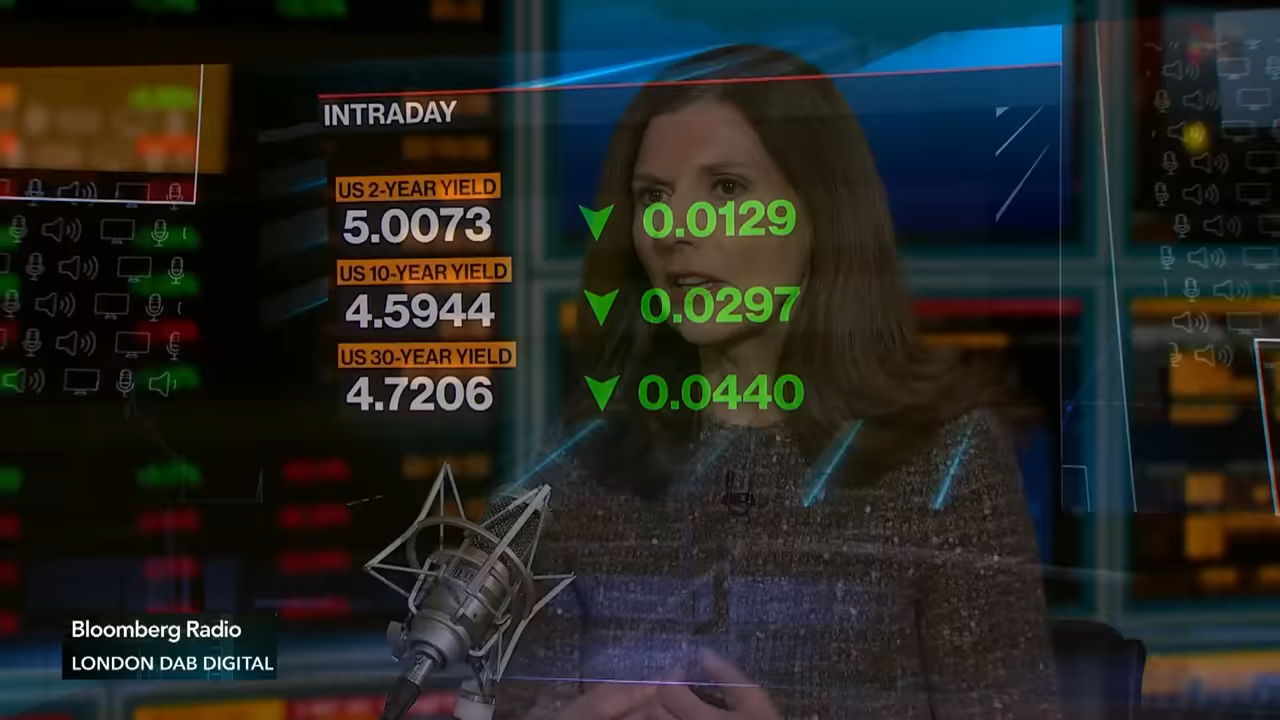 INTRADAY
US 2-YEAR YIELD
5.0073 0.0129
US 10-YEAR YIELD
4.5944 0.0297
US 30-YEAR YIELD
4.7206 0.0440
Bloomberg Radio
LONDON DAB DIGITAL